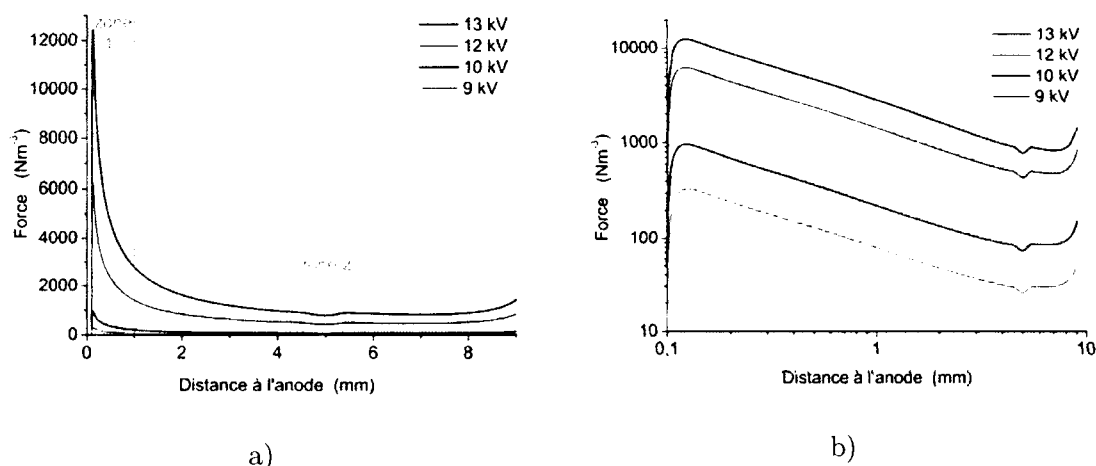 zone
1
12000
10000
8000
6000
4000
2000
0
Force (Nm⁻³)
0 2 4 6 8
Distance à l'anode (mm)
13 kV
12 kV
10 kV
9 kV
a)
10000
1000
100
10
Force (Nm⁻³)
0.1 1 10
Distance à l'anode (mm)
13 kV
12 kV
10 kV
9 kV
b)